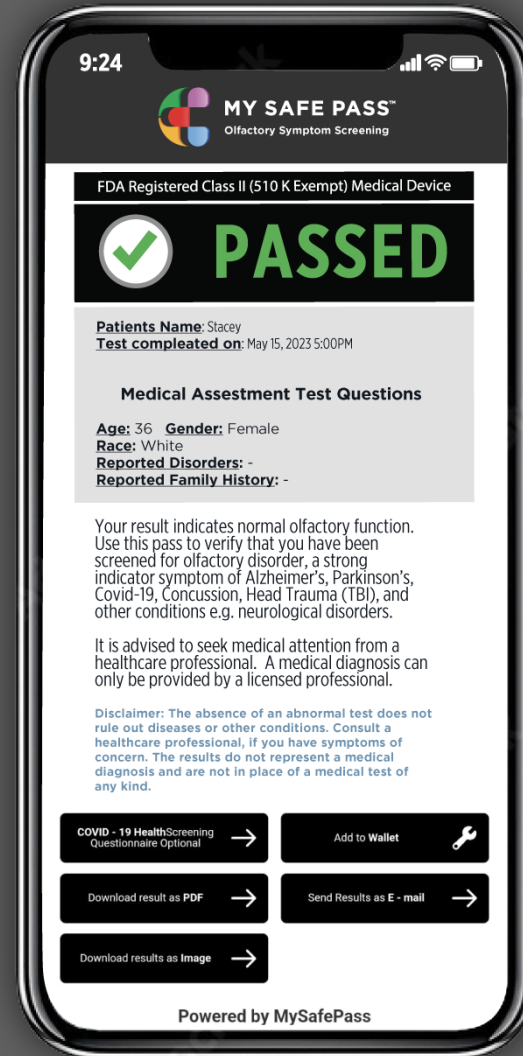 9:24
MY SAFE PASS™
Olfactory Symptom Screening
FDA Registered Class II (510 K Exempt) Medical Device
PASSED
Patients Name: Stacey
Test compleated on: May 15, 2023 5:00PM
Medical Assestment Test Questions
Age: 36 Gender: Female
Race: White
Reported Disorders: -
Reported Family History: -
Your result indicates normal olfactory function.
Use this pass to verify that you have been
screened for olfactory disorder, a strong
indicator symptom of Alzheimer's, Parkinson's,
Covid-19, Concussion, Head Trauma (TBI), and
other conditions e.g. neurological disorders.
It is advised to seek medical attention from a
healthcare professional. A medical diagnosis can
only be provided by a licensed professional.
Disclaimer: The absence of an abnormal test does not
rule out diseases or other conditions. Consult a
healthcare professional, if you have symptoms of
concern. The results do not represent a medical
diagnosis and are not in place of a medical test of
any kind.
COVID - 19 HealthScreening
Questionnaire Optional
Add to Wallet
Download result as PDF
Send Results as E - mail
Download results as Image
Powered by MySafePass